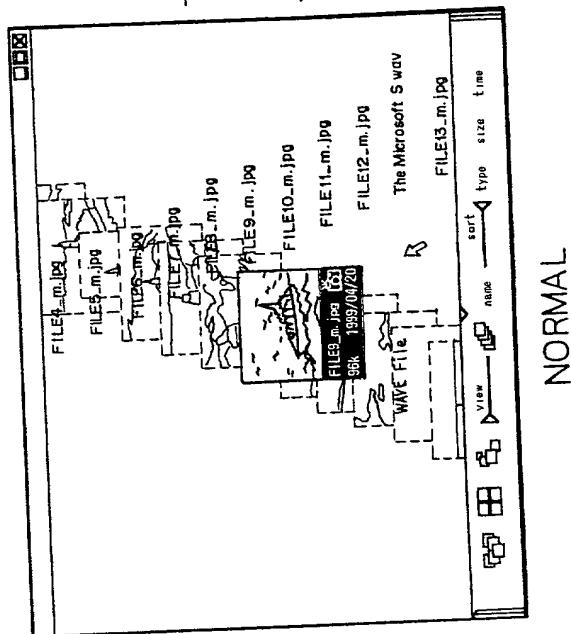 FILE4_m.jpg
FILE5_m.jpg
FILE6_m.jpg
FILE7_m.jpg
FILE8_m.jpg
FILE9_m.jpg
FILE10_m.jpg
FILE11_m.jpg
FILE12_m.jpg
The Microsoft S wav
FILE13_m.jpg
FILE9_m.jpg
96k 1999/04/20
WAVE File
view name sort type size time
NORMAL